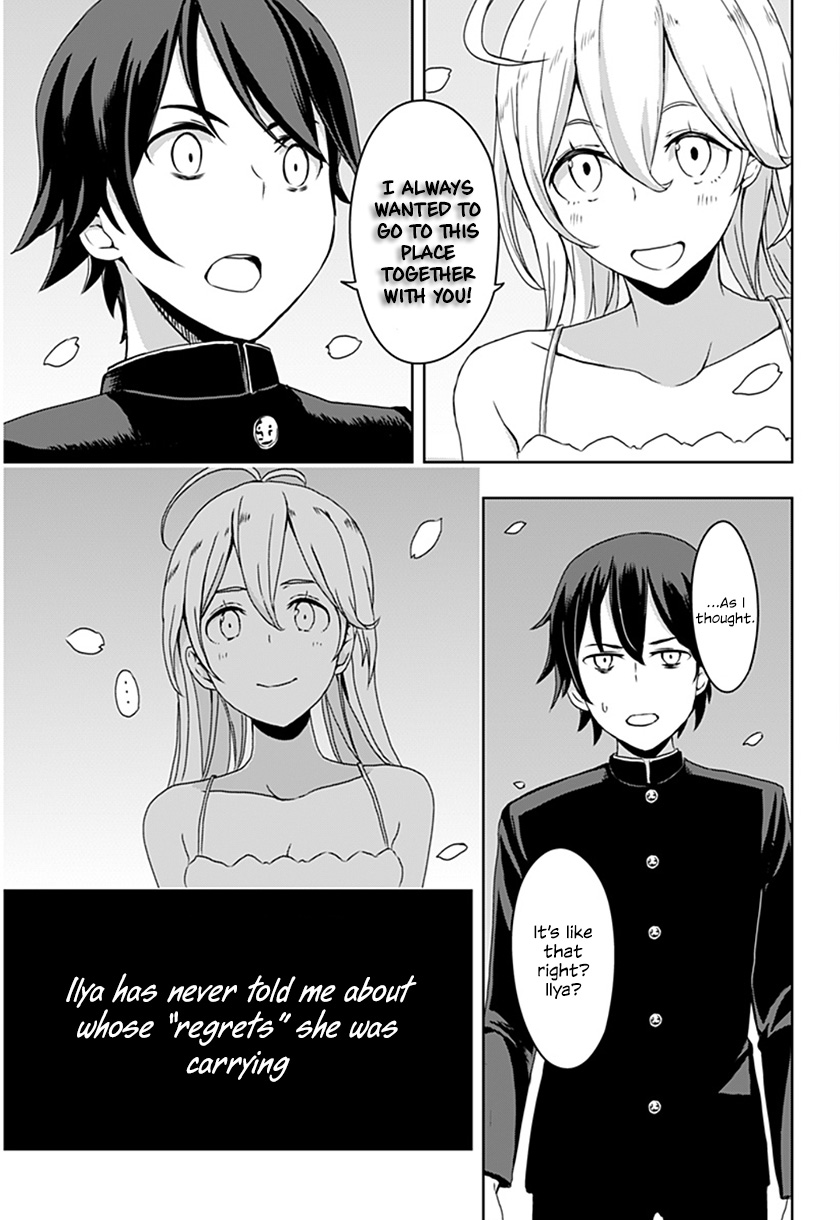 I ALWAYS
WANTED TO
GO TO THIS
PLACE
TOGETHER
WITH YOU!
...As I
thought.
It's like
that
right?
Ilya?
...
Ilya has never told me about
whose "regrets" she was
carrying